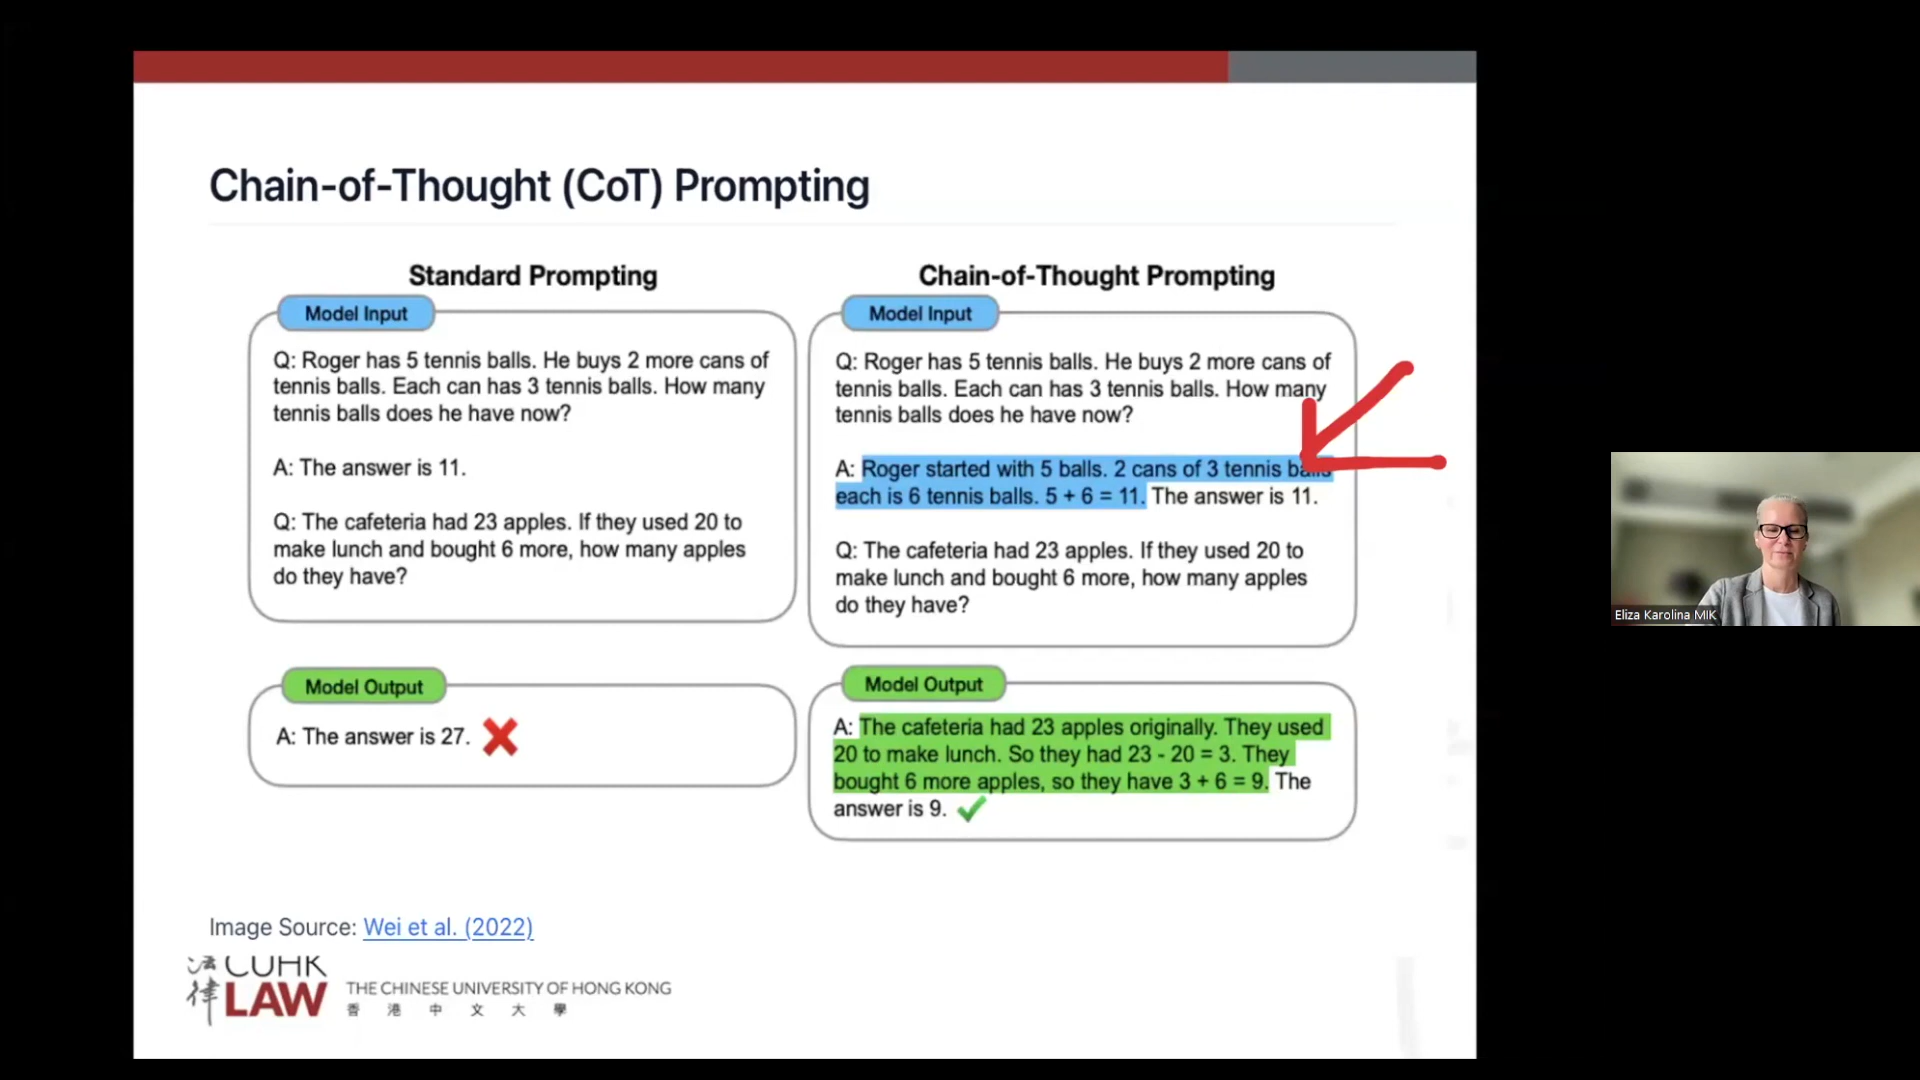 Chain-of-Thought (CoT) Prompting
Standard Prompting
Model Input
Q: Roger has 5 tennis balls. He buys 2 more cans of
tennis balls. Each can has 3 tennis balls. How many
tennis balls does he have now?
A: The answer is 11.
Q: The cafeteria had 23 apples. If they used 20 to
make lunch and bought 6 more, how many apples
do they have?
Model Output
A: The answer is 27.
Chain-of-Thought Prompting
Model Input
Q: Roger has 5 tennis balls. He buys 2 more cans of
tennis balls. Each can has 3 tennis balls. How many
tennis balls does he have now?
A: Roger started with 5 balls. 2 cans of 3 tennis balls
each is 6 tennis balls. 5 + 6 = 11. The answer is 11.
Q: The cafeteria had 23 apples. If they used 20 to
make lunch and bought 6 more, how many apples
do they have?
Model Output
A: The cafeteria had 23 apples originally. They used
20 to make lunch. So they had 23 - 20 = 3. They
bought 6 more apples, so they have 3 + 6 = 9. The
answer is 9.
Image Source: Wei et al. (2022)
法律
CUHK
LAW
THE CHINESE UNIVERSITY OF HONG KONG
香港中文大學
Eliza Karolina MIK